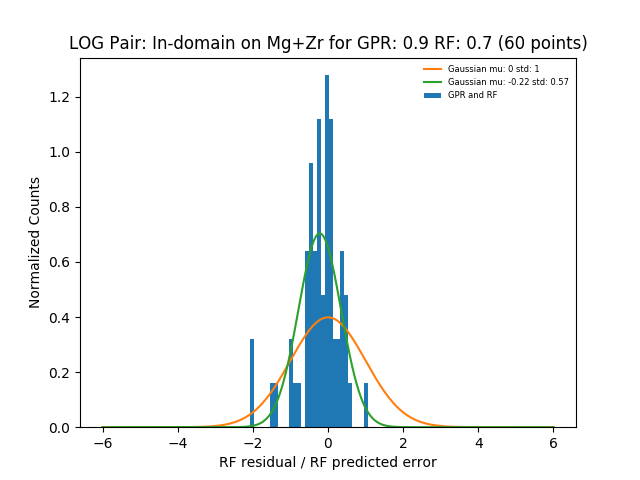 LOG Pair: In-domain on Mg+Zr for GPR: 0.9 RF: 0.7 (60 points)
Gaussian mu: 0 std: 1
Gaussian mu: -0.22 std: 0.57
GPR and RF
Normalized Counts
1.2
1.0
0.8
0.6
0.4
0.2
0.0
−6 −4 −2 0 2 4 6
RF residual / RF predicted error